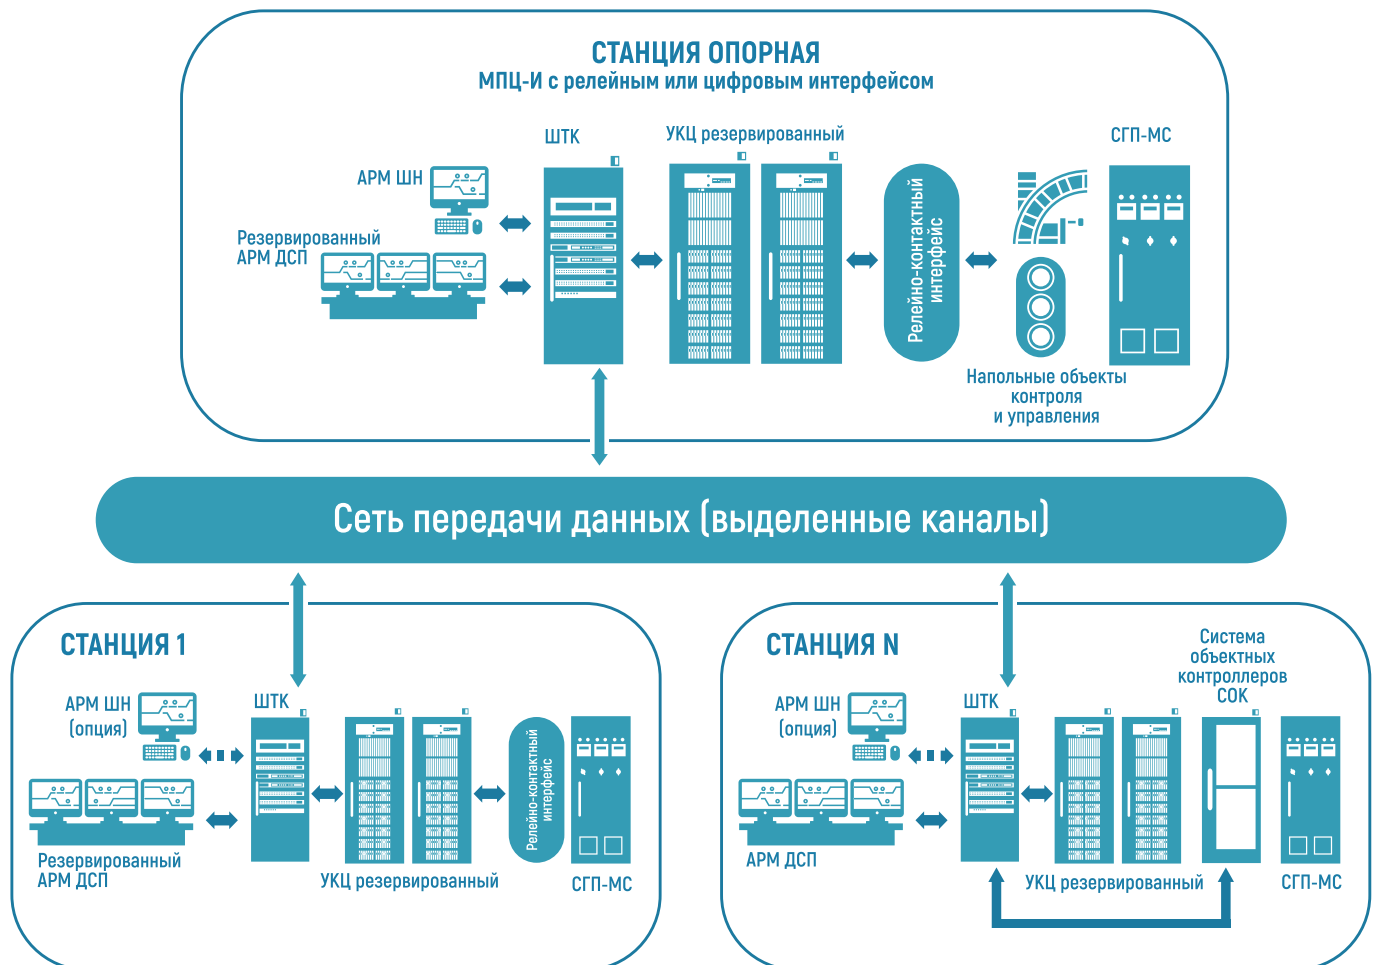 СТАНЦИЯ ОПОРНАЯ
МПЦ-И с релейным или цифровым интерфейсом
ШТК
УКЦ резервированный
СГП-МС
АРМ ШН
Резервированный
АРМ ДСП
Релейно-контактный
интерфейс
Напольные объекты
контроля
и управления
Сеть передачи данных (выделенные каналы)
СТАНЦИЯ 1
АРМ ШН
(опция)
ШТК
Релейно-контактный
интерфейс
Резервированный
АРМ ДСП
УКЦ резервированный
СГП-МС
СТАНЦИЯ N
Система
объектных
контроллеров
СОК
АРМ ШН
(опция)
ШТК
АРМ ДСП
УКЦ резервированный
СГП-МС